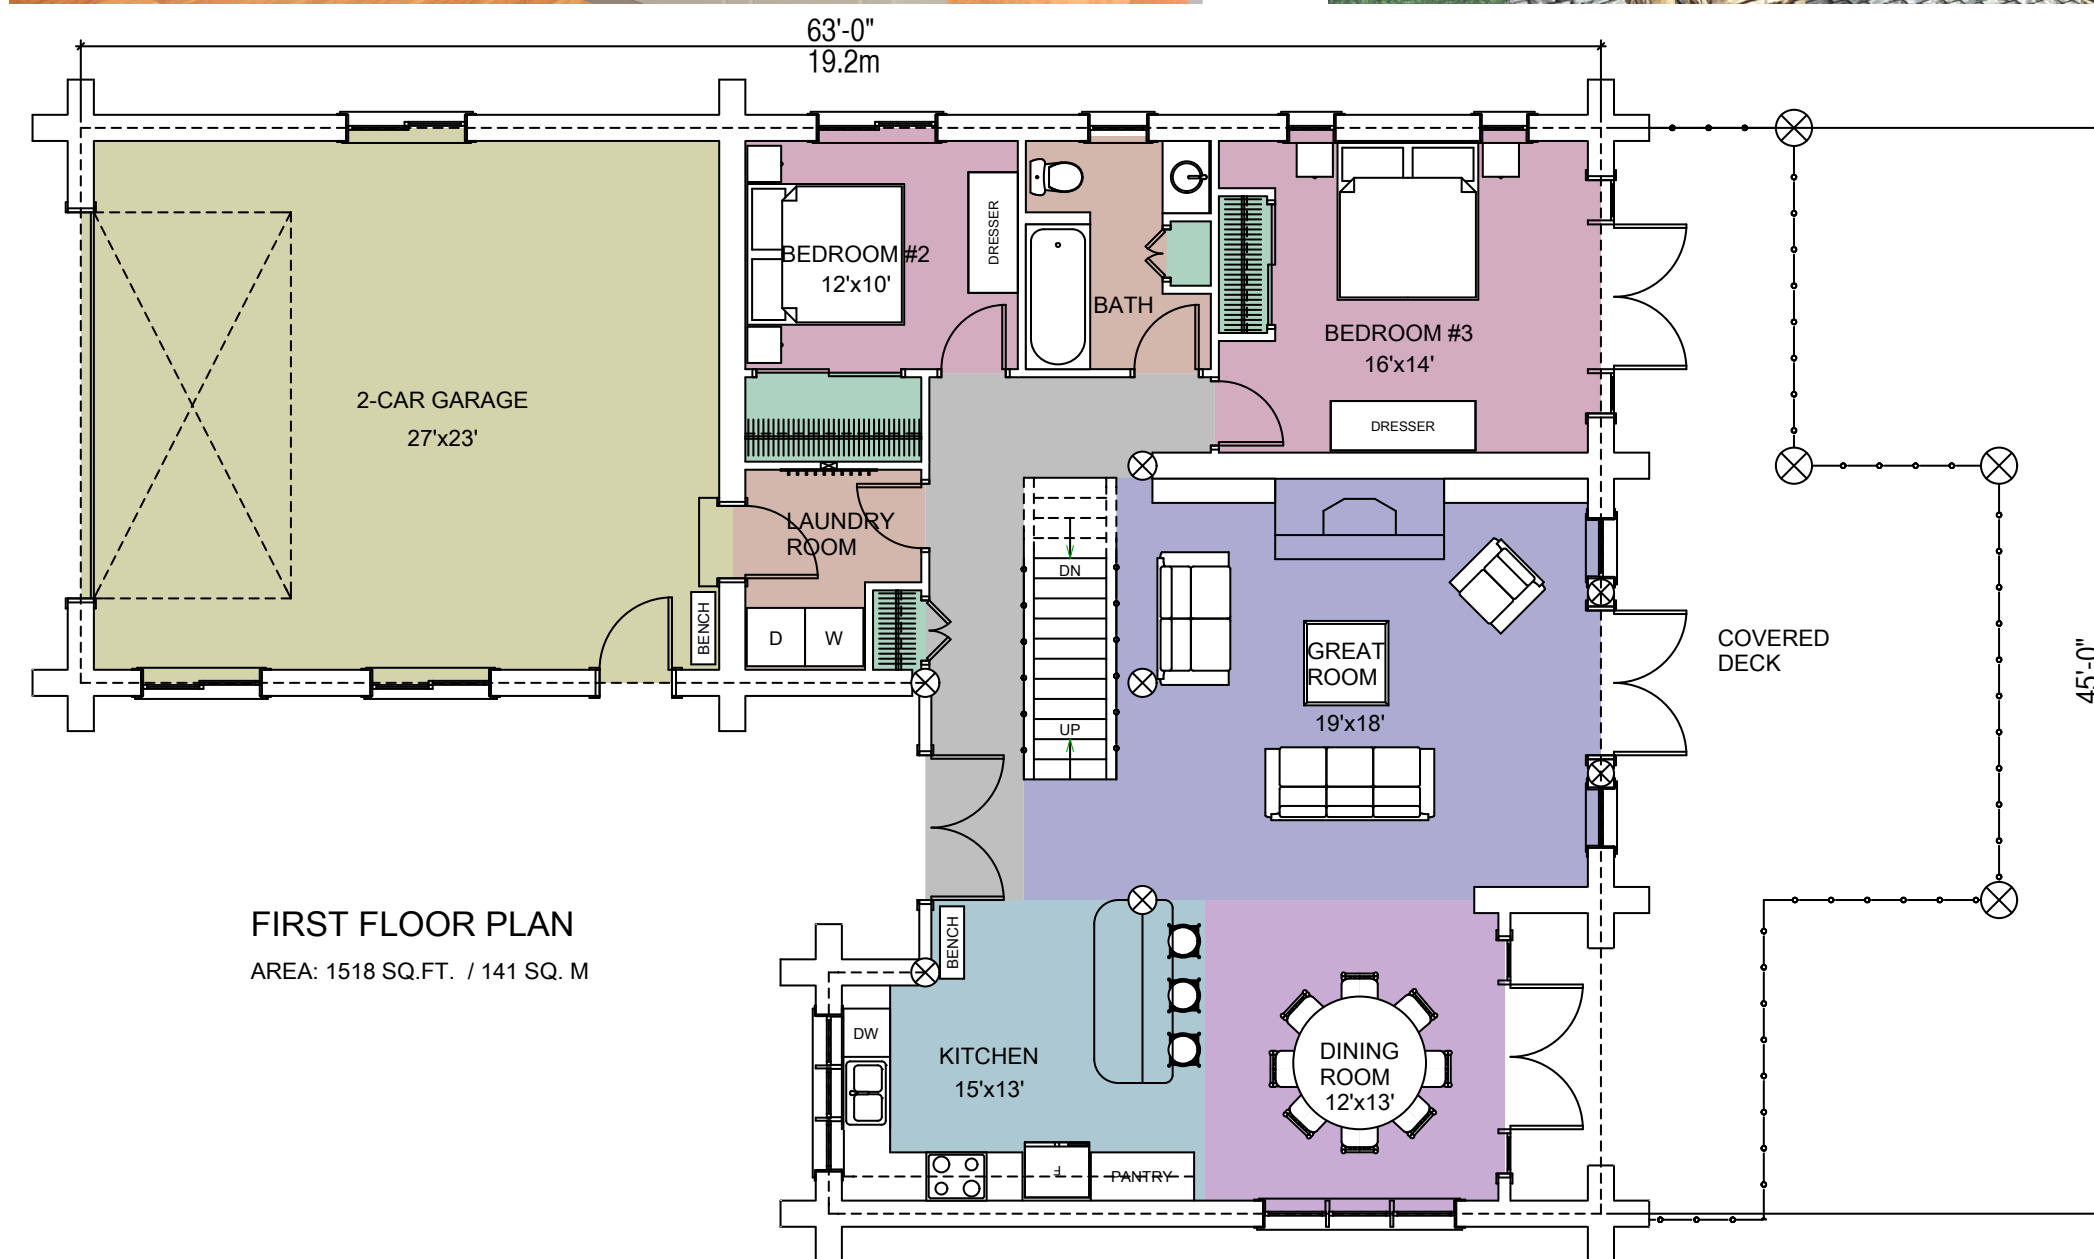 63'-0"
19.2m
BEDROOM #2
12'x10'
DRESSER
BATH
BEDROOM #3
16'x14'
DRESSER
2-CAR GARAGE
27'x23'
LAUNDRY
ROOM
BENCH
D
W
DN
UP
GREAT
ROOM
19'x18'
COVERED
DECK
45'-0"
FIRST FLOOR PLAN
AREA: 1518 SQ.FT. / 141 SQ. M
BENCH
DW
KITCHEN
15'x13'
F
PANTRY
DINING
ROOM
12'x13'